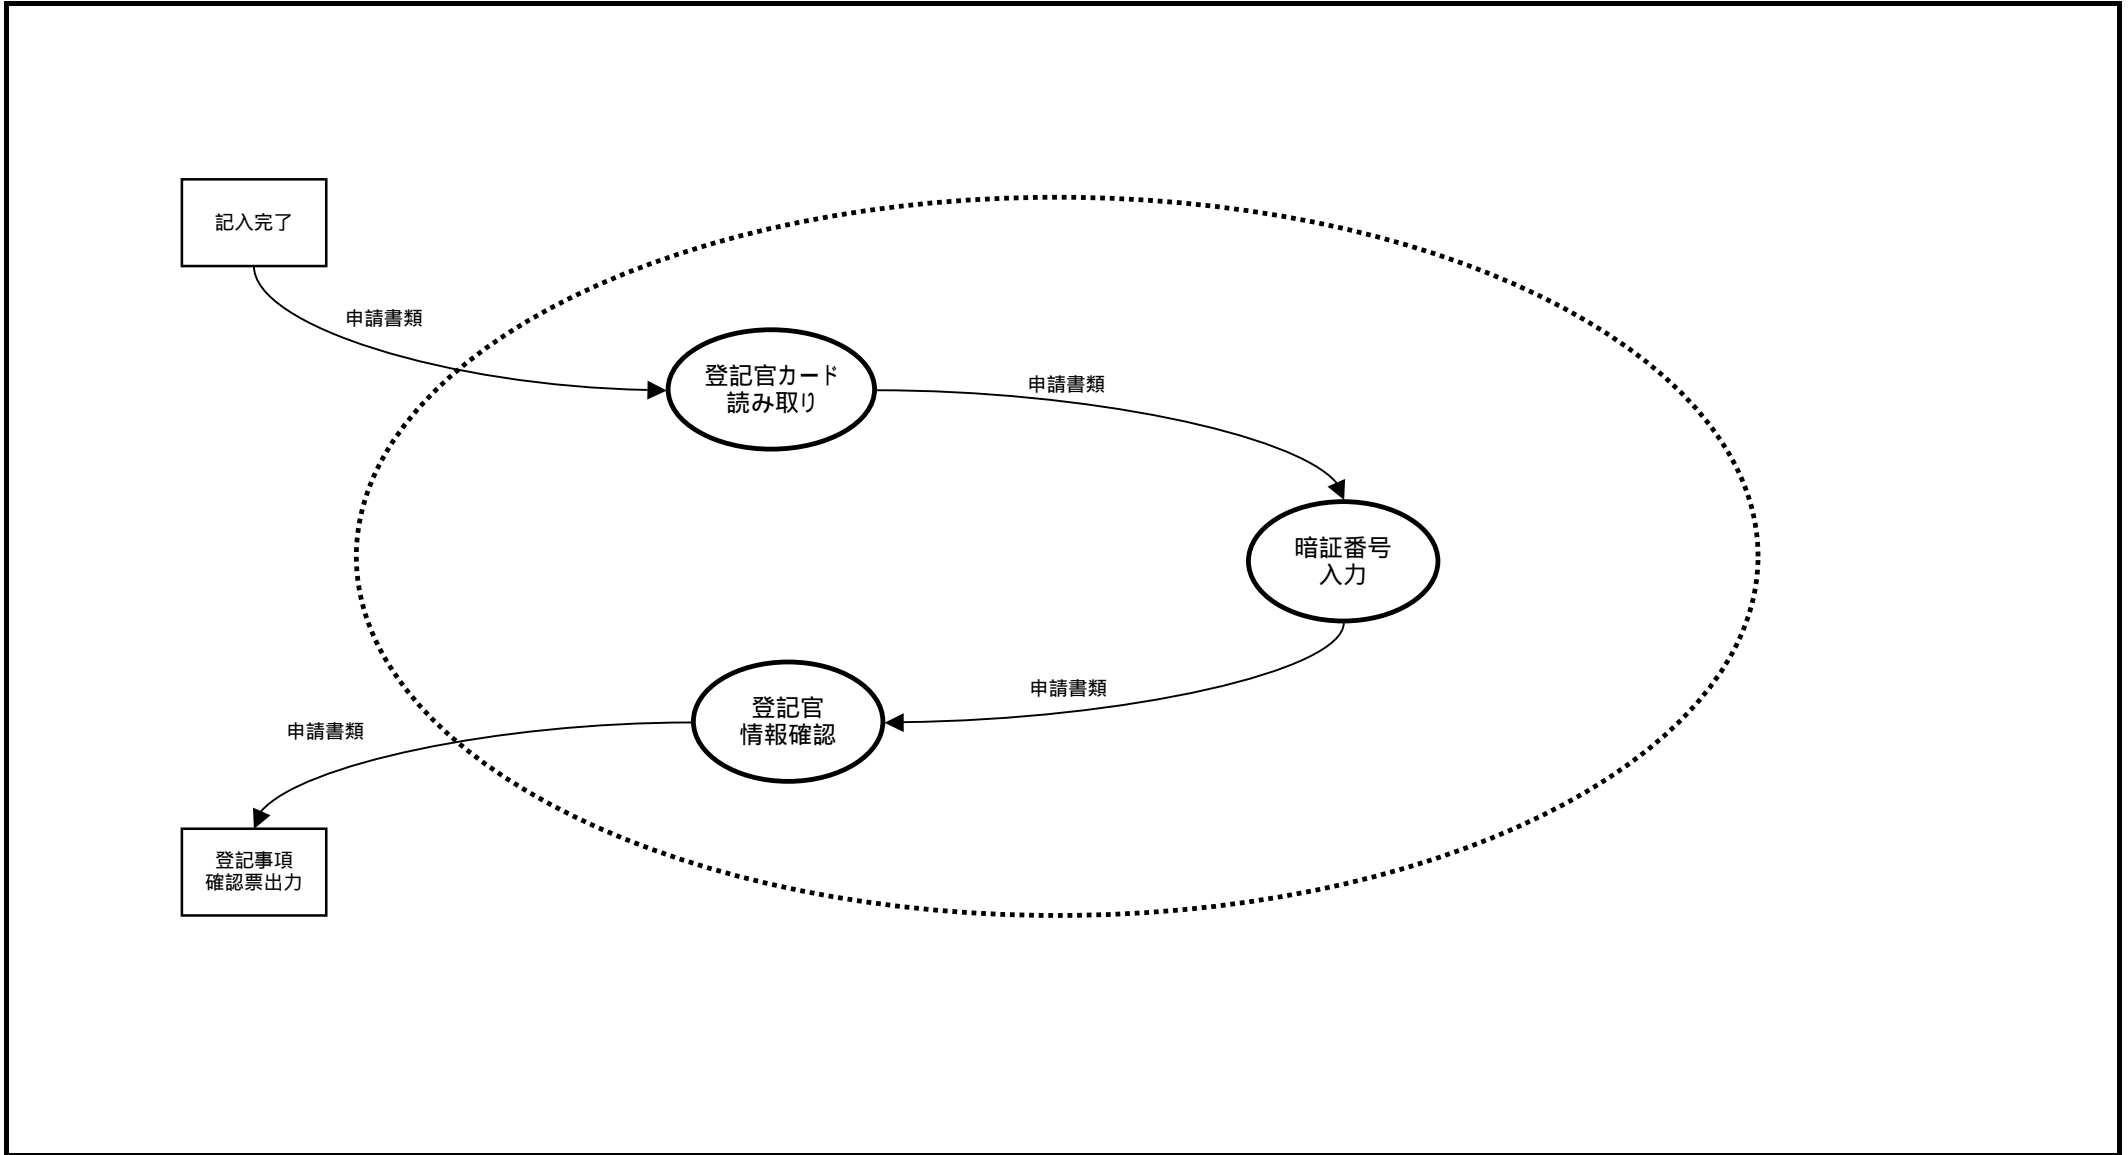 記入完了
申請書類
登記官カード
読み取り
申請書類
暗証番号
入力
申請書類
登記官
情報確認
申請書類
登記事項
確認票出力